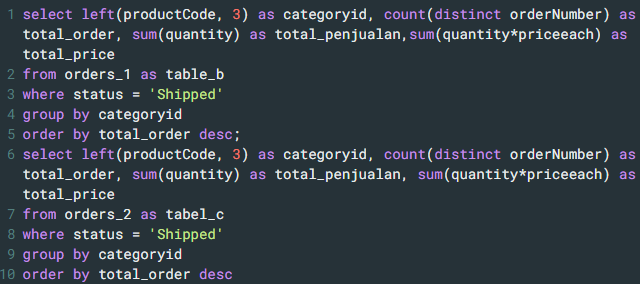 1 select left(productCode, 3) as categoryid, count(distinct orderNumber) as
total_order, sum(quantity) as total_penjualan,sum(quantity*priceeach) as
total_price
2 from orders_1 as table_b
3 where status = 'Shipped'
4 group by categoryid
5 order by total_order desc;
6 select left(productCode, 3) as categoryid, count(distinct orderNumber) as
total_order, sum(quantity) as total_penjualan, sum(quantity*priceeach) as
total_price
7 from orders_2 as tabel_c
8 where status = 'Shipped'
9 group by categoryid
10 order by total_order desc